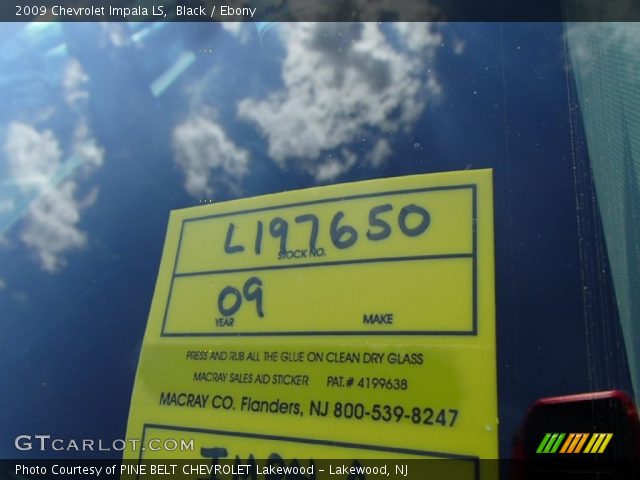 2009 Chevrolet Impala LS, Black / Ebony
L197650
STOCK NO.
09
YEAR MAKE
PRESS AND RUB ALL THE GLUE ON CLEAN DRY GLASS
MACRAY SALES AID STICKER PAT.# 4199638
MACRAY CO. Flanders, NJ 800-539-8247
GTCARLOT.COM
Photo Courtesy of PINE BELT CHEVROLET Lakewood - Lakewood, NJ